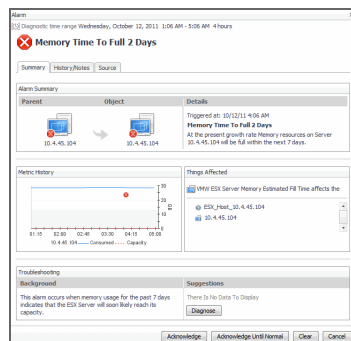 Alarm
Diagnostic time range Wednesday, October 12, 2011 1:06 AM - 5:06 AM 4 hours
Memory Time To Full 2 Days
Summary History/Notes Source
Alarm Summary
Parent Object Details
10.4.45.104 10.4.45.104
Triggered at: 10/12/11 4:06 AM
Memory Time To Full 2 Days
At the present growth rate Memory resources on Server
10.4.45.104 will be full within the next 7 days.
Metric History
30
20
GB
10
0
01:15 02:00 02:45 03:30 04:15 05:00
10.4.45.104 Consumed Capacity
Things Affected
VMW ESX Server Memory Estimated Fill Time affects the
ESX_Host_10.4.45.104
10.4.45.104
Troubleshooting
Background Suggestions
This alarm occurs when memory usage for the past 7 days
indicates that the ESX Server will soon likely reach its
capacity.
There Is No Data To Display
Diagnose
Acknowledge Acknowledge Until Normal Clear Cancel